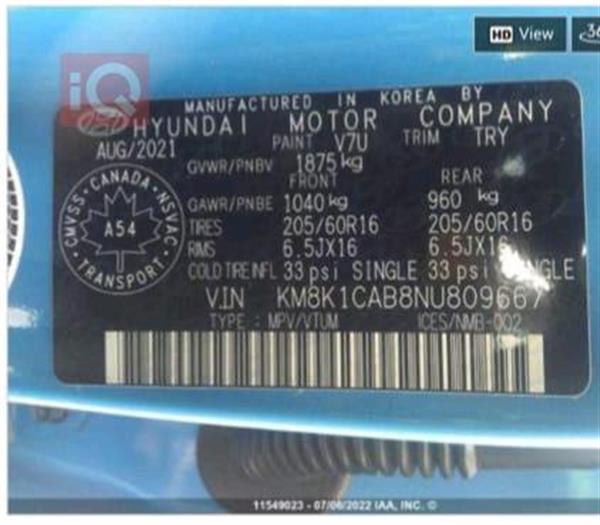 HD View 36
iQ
MANUFACTURED IN KOREA BY
HYUNDAI MOTOR COMPANY
AUG/2021 PAINT V7U TRIM TRY
GVWR/PNBV 1875kg
FRONT REAR
GAWR/PNBE 1040 kg 960 kg
TIRES 205/60R16 205/60R16
RIMS 6.5JX16 6.5JX16
COLD TIRE INFL 33 psi SINGLE 33 psi SINGLE
CMVSS · CANADA · NSVAC · TRANSPORT ·
A54
VIN KM8K1CAB8NU809667
TYPE : MPV/VTUM ICES/NMB-002
11549023 - 07/06/2022 IAA, INC. ©